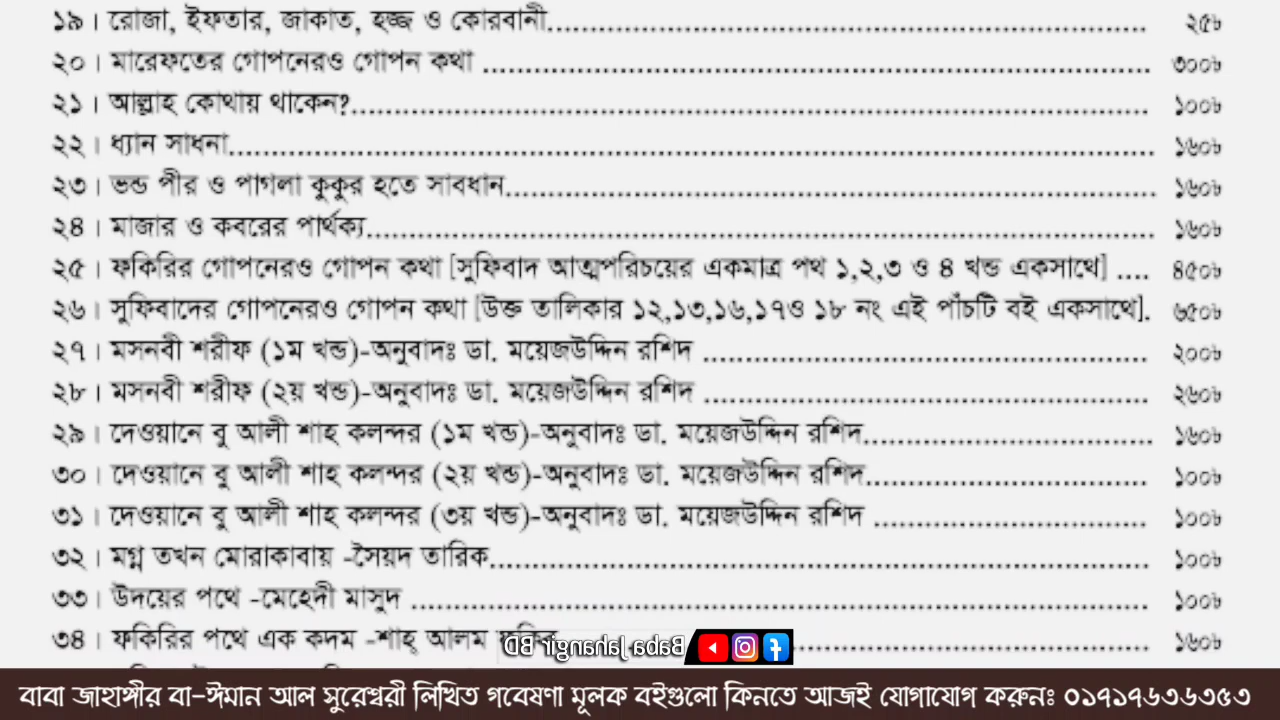 ১৯। রোজা, ইফতার, জাকাত, হজ্জ ও কোরবানী.......... ২৫৳
২০। মারেফতের গোপনেরও গোপন কথা .......... ৩০০৳
২১। আল্লাহ কোথায় থাকেন?.......... ১০০৳
২২। ধ্যান সাধনা.......... ১৬০৳
২৩। ভন্ড পীর ও পাগলা কুকুর হতে সাবধান.......... ১৬০৳
২৪। মাজার ও কবরের পার্থক্য.......... ১৬০৳
২৫। ফকিরির গোপনেরও গোপন কথা [সুফিবাদ আত্মপরিচয়ের একমাত্র পথ ১,২,৩ ও ৪ খন্ড একসাথে] .... ৪৫০৳
২৬। সুফিবাদের গোপনেরও গোপন কথা [উক্ত তালিকার ১২,১৩,১৬,১৭ও ১৮ নং এই পাঁচটি বই একসাথে]. ৬৫০৳
২৭। মসনবী শরীফ (১ম খন্ড)-অনুবাদঃ ডা. ময়েজউদ্দিন রশিদ .......... ২০০৳
২৮। মসনবী শরীফ (২য় খন্ড)-অনুবাদঃ ডা. ময়েজউদ্দিন রশিদ .......... ২৬০৳
২৯। দেওয়ানে বু আলী শাহ কলন্দর (১ম খন্ড)-অনুবাদঃ ডা. ময়েজউদ্দিন রশিদ.......... ১৬০৳
৩০। দেওয়ানে বু আলী শাহ কলন্দর (২য় খন্ড)-অনুবাদঃ ডা. ময়েজউদ্দিন রশিদ.......... ১০০৳
৩১। দেওয়ানে বু আলী শাহ কলন্দর (৩য় খন্ড)-অনুবাদঃ ডা. ময়েজউদ্দিন রশিদ .......... ১০০৳
৩২। মগ্ন তখন মোরাকাবায় -সৈয়দ তারিক.......... ১০০৳
৩৩। উদয়ের পথে -মেহেদী মাসুদ .......... ১০০৳
৩৪। ফকিরির পথে এক কদম -শাহ্ আলম .......... ১৬০৳
Baba Jahangir BD
বাবা জাহাঙ্গীর বা-ঈমান আল সুরেশ্বরী লিখিত গবেষণা মূলক বইগুলো কিনতে আজই যোগাযোগ করুনঃ ০১৭১৭৬৩৬৩৫৩